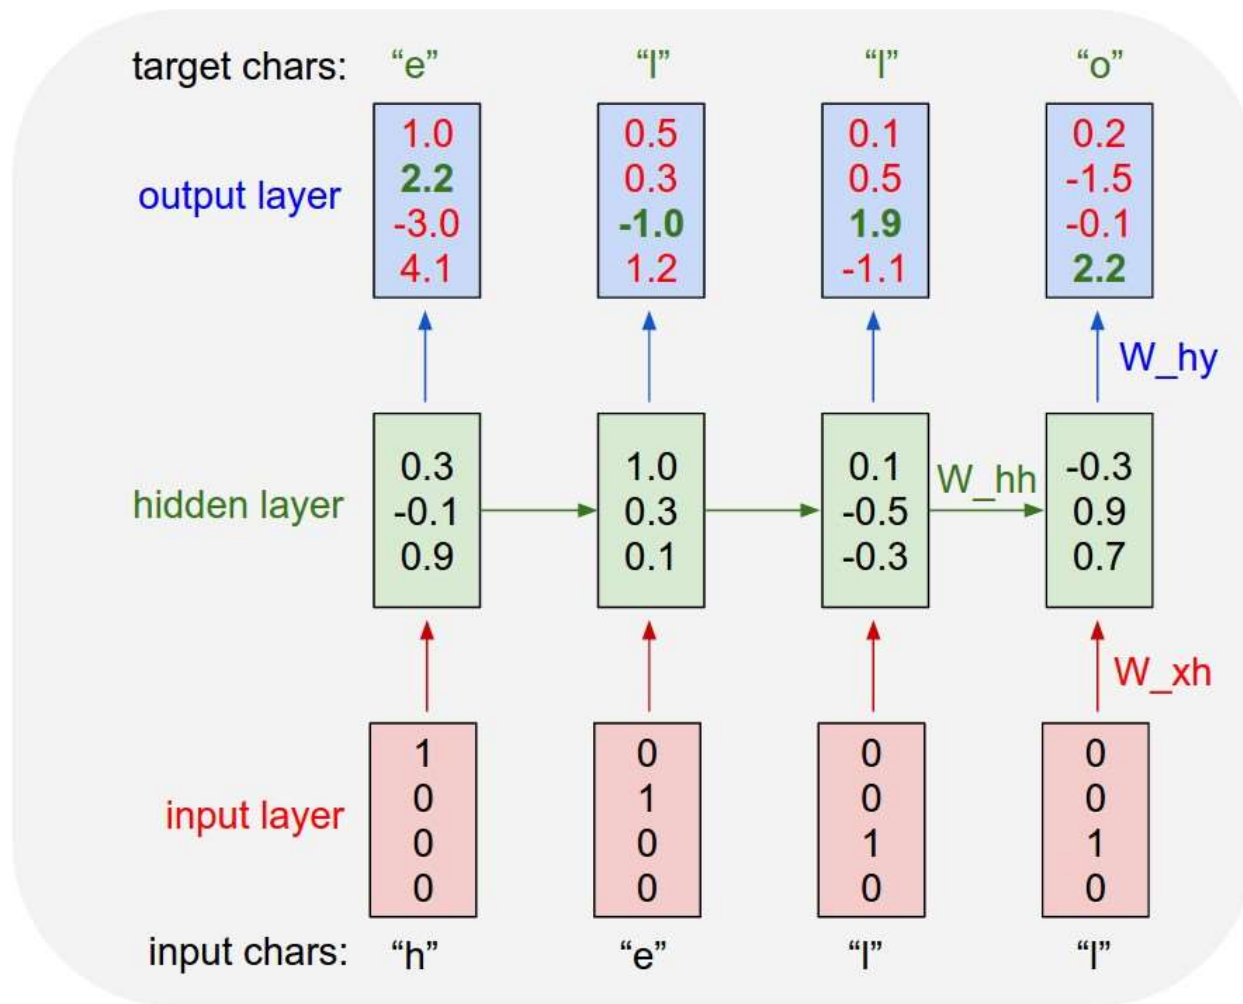 target chars: “e” “l” “l” “o”
1.0 0.5 0.1 0.2
2.2 0.3 0.5 -1.5
output layer
-3.0 -1.0 1.9 -0.1
4.1 1.2 -1.1 2.2
W_hy
0.3 1.0 0.1 -0.3
W_hh
hidden layer -0.1 0.3 -0.5 0.9
0.9 0.1 -0.3 0.7
W_xh
1 0 0 0
0 1 0 0
input layer
0 0 1 1
0 0 0 0
input chars: “h” “e” “l” “l”